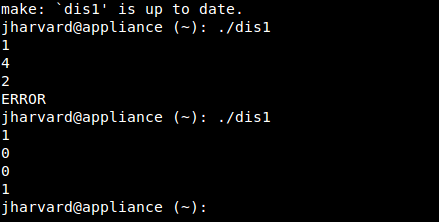 make: `dis1' is up to date.
jharvard@appliance (~): ./dis1
1
4
2
ERROR
jharvard@appliance (~): ./dis1
1
0
0
1
jharvard@appliance (~):